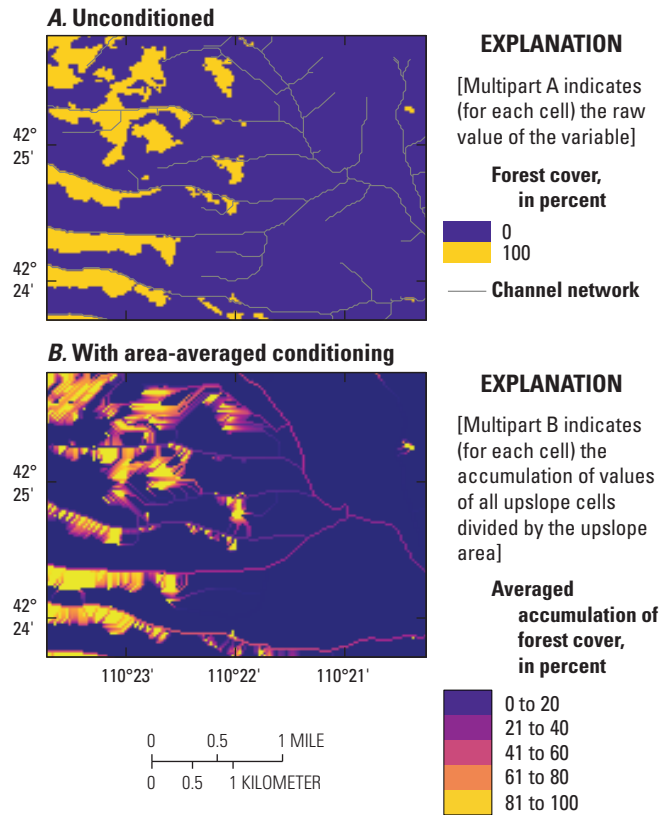 A. Unconditioned
42°
25'
42°
24'
EXPLANATION
[Multipart A indicates
(for each cell) the raw
value of the variable]
Forest cover,
in percent
0
100
Channel network
B. With area-averaged conditioning
42°
25'
42°
24'
110°23'
110°22'
110°21'
EXPLANATION
[Multipart B indicates
(for each cell) the
accumulation of values
of all upslope cells
divided by the upslope
area]
Averaged
accumulation of
forest cover,
in percent
0 to 20
21 to 40
41 to 60
61 to 80
81 to 100
0 0.5 1 MILE
0 0.5 1 KILOMETER